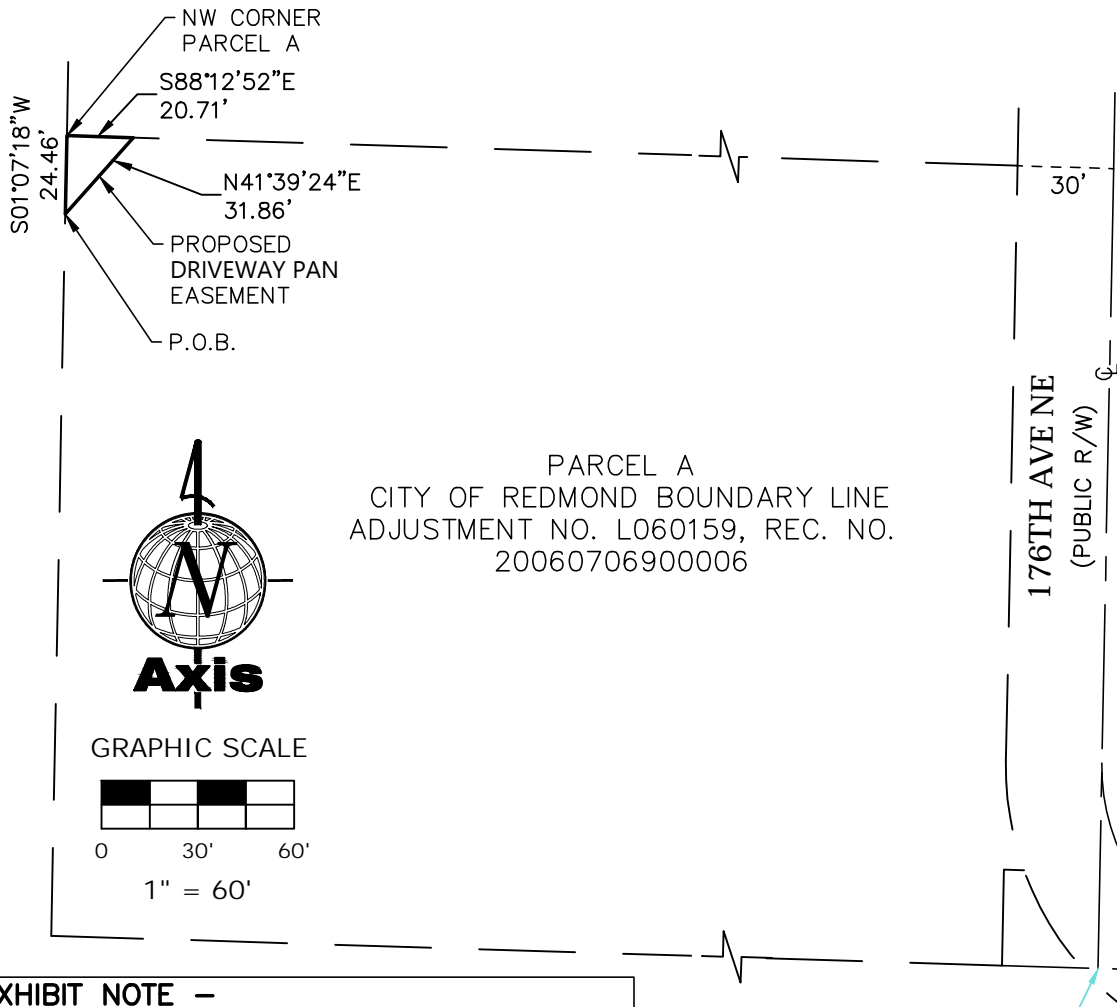 NW CORNER
PARCEL A
S88°12'52"E
20.71'
S01°07'18"W
24.46'
N41°39'24"E
31.86'
PROPOSED
DRIVEWAY PAN
EASEMENT
P.O.B.
30'
176TH AVE NE
(PUBLIC R/W)
PARCEL A
CITY OF REDMOND BOUNDARY LINE
ADJUSTMENT NO. L060159, REC. NO.
20060706900006
N
Axis
GRAPHIC SCALE
0 30' 60'
1" = 60'
XHIBIT NOTE –